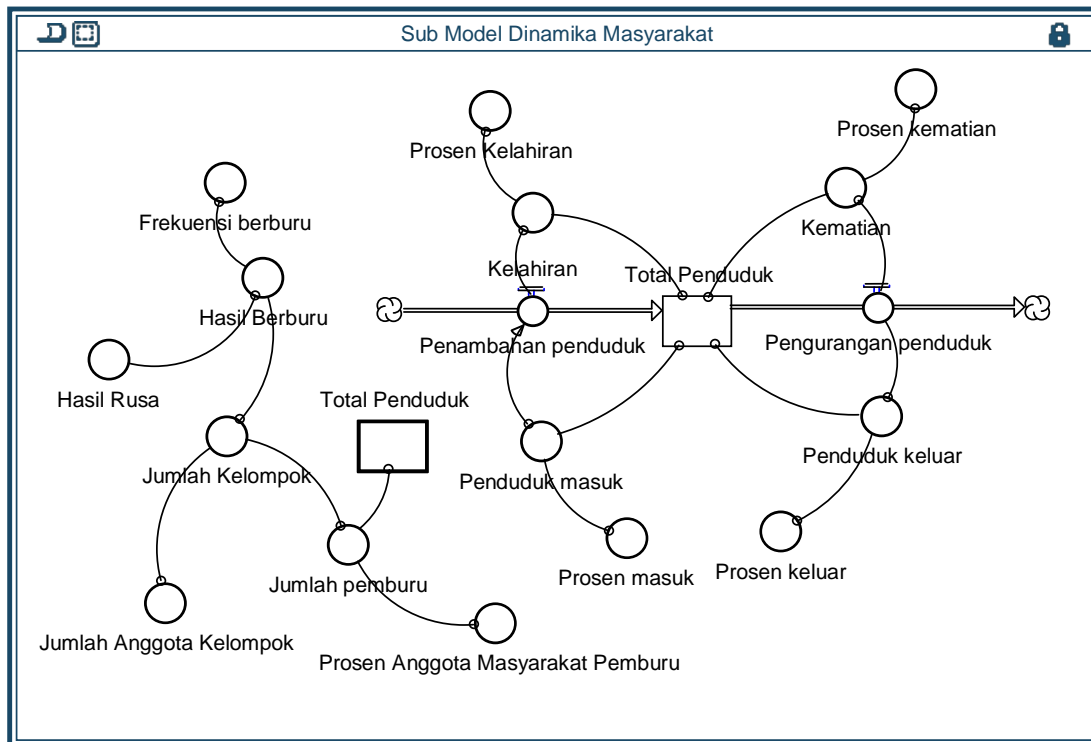 Sub Model Dinamika Masyarakat
Prosen kematian
Prosen Kelahiran
Frekuensi berburu
Kematian
Kelahiran
Total Penduduk
Hasil Berburu
Penambahan penduduk
Pengurangan penduduk
Hasil Rusa
Total Penduduk
Jumlah Kelompok
Penduduk masuk
Penduduk keluar
Jumlah pemburu
Prosen masuk
Prosen keluar
Jumlah Anggota Kelompok
Prosen Anggota Masyarakat Pemburu